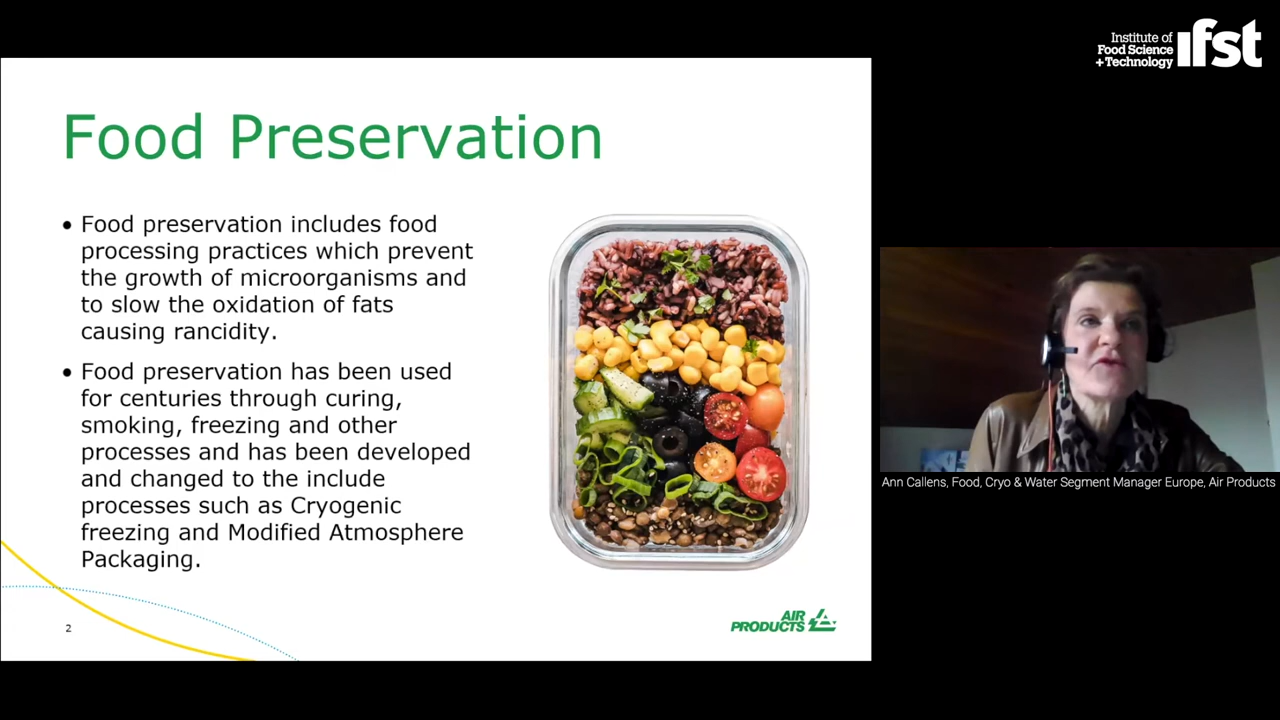 Institute of
Food Science
+Technology
ifst
Food Preservation
• Food preservation includes food
processing practices which prevent
the growth of microorganisms and
to slow the oxidation of fats
causing rancidity.
• Food preservation has been used
for centuries through curing,
smoking, freezing and other
processes and has been developed
and changed to the include
processes such as Cryogenic
freezing and Modified Atmosphere
Packaging.
2
AIR
PRODUCTS
Ann Callens, Food, Cryo & Water Segment Manager Europe, Air Products